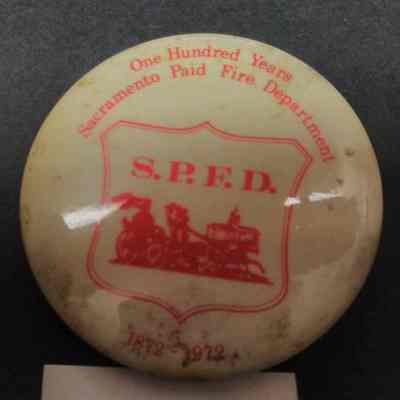 One Hundred Years
Sacramento Paid Fire Department
S.P.F.D.
1872 1972